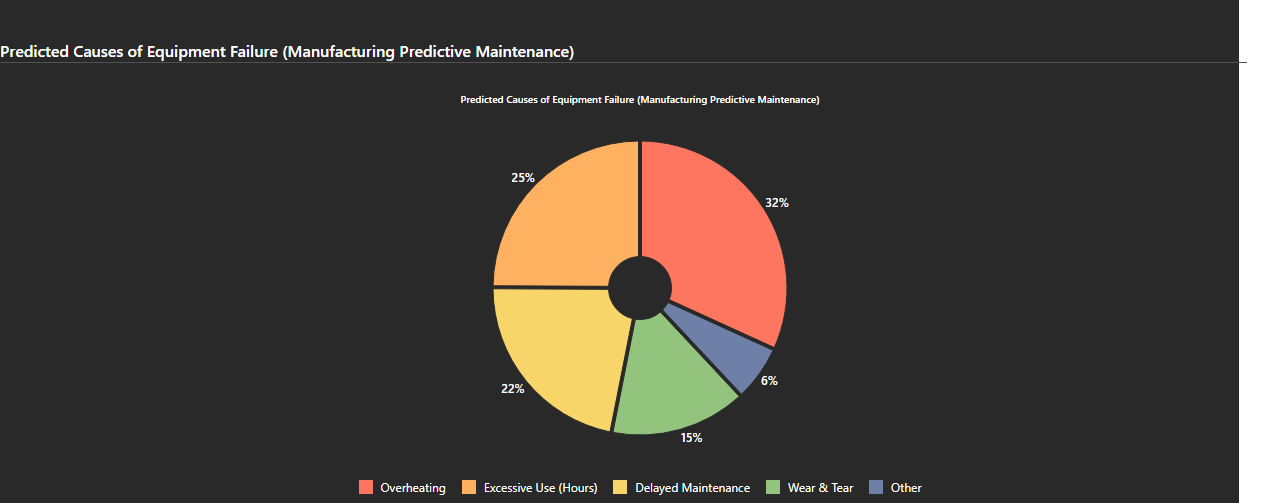 Predicted Causes of Equipment Failure (Manufacturing Predictive Maintenance)
Predicted Causes of Equipment Failure (Manufacturing Predictive Maintenance)
25%
32%
22%
6%
15%
Overheating Excessive Use (Hours) Delayed Maintenance Wear & Tear Other